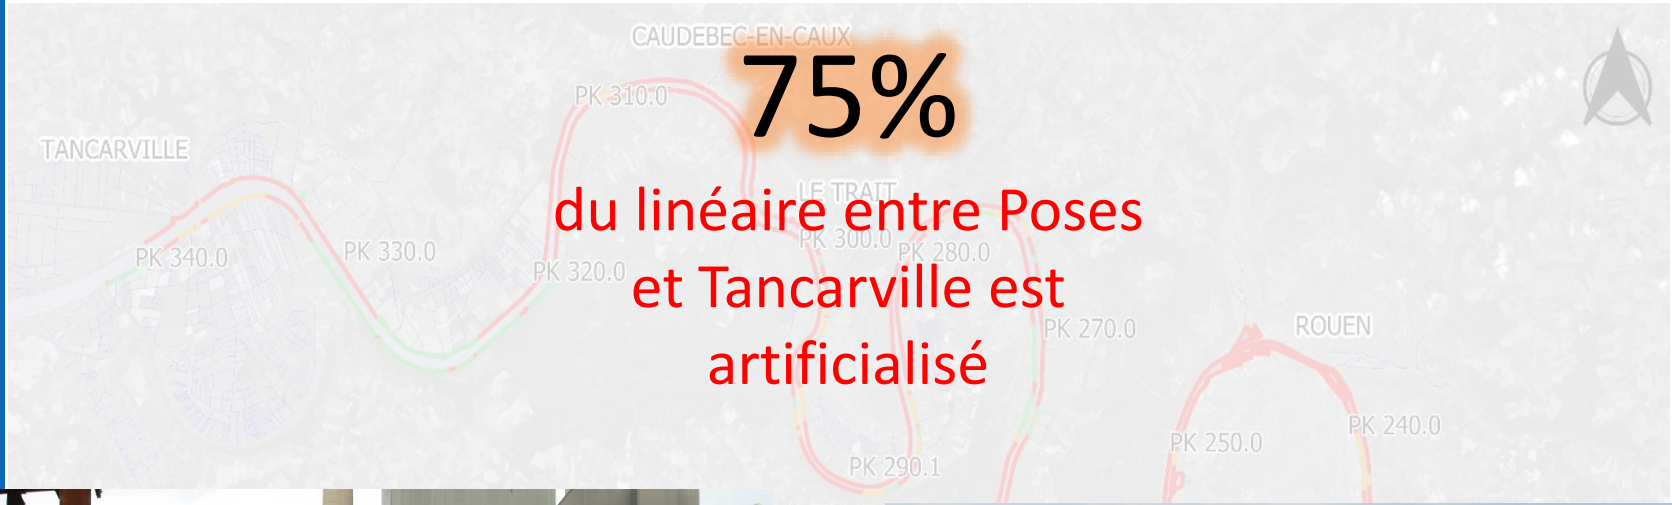 CAUDEBEC-EN-CAUX
75%
PK 310.0
TANCARVILLE
LE TRAIT
du linéaire entre Poses
PK 340.0
PK 330.0
PK 300.0
PK 280.0
PK 320.0
et Tancarville est
PK 270.0
ROUEN
artificialisé
PK 240.0
PK 250.0
PK 290.1